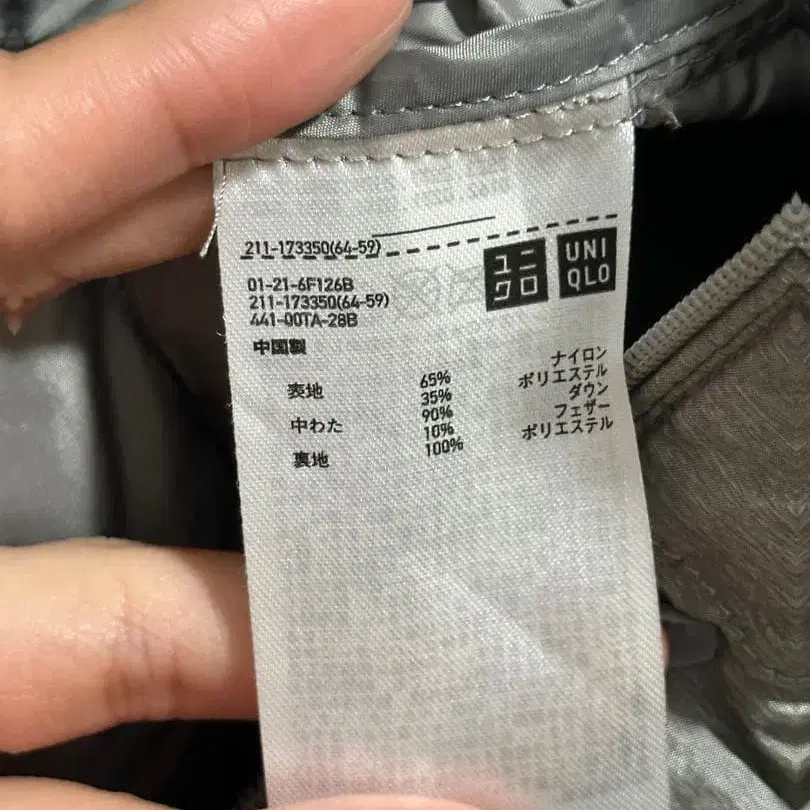 211-173350(64-59)
ユニクロ
UNIQLO
01-21-6F126B
211-173350(64-59)
441-00TA-28B
中国製
表地 65% ナイロン
35% ポリエステル
中わた 90% ダウン
10% フェザー
裏地 100% ポリエステル